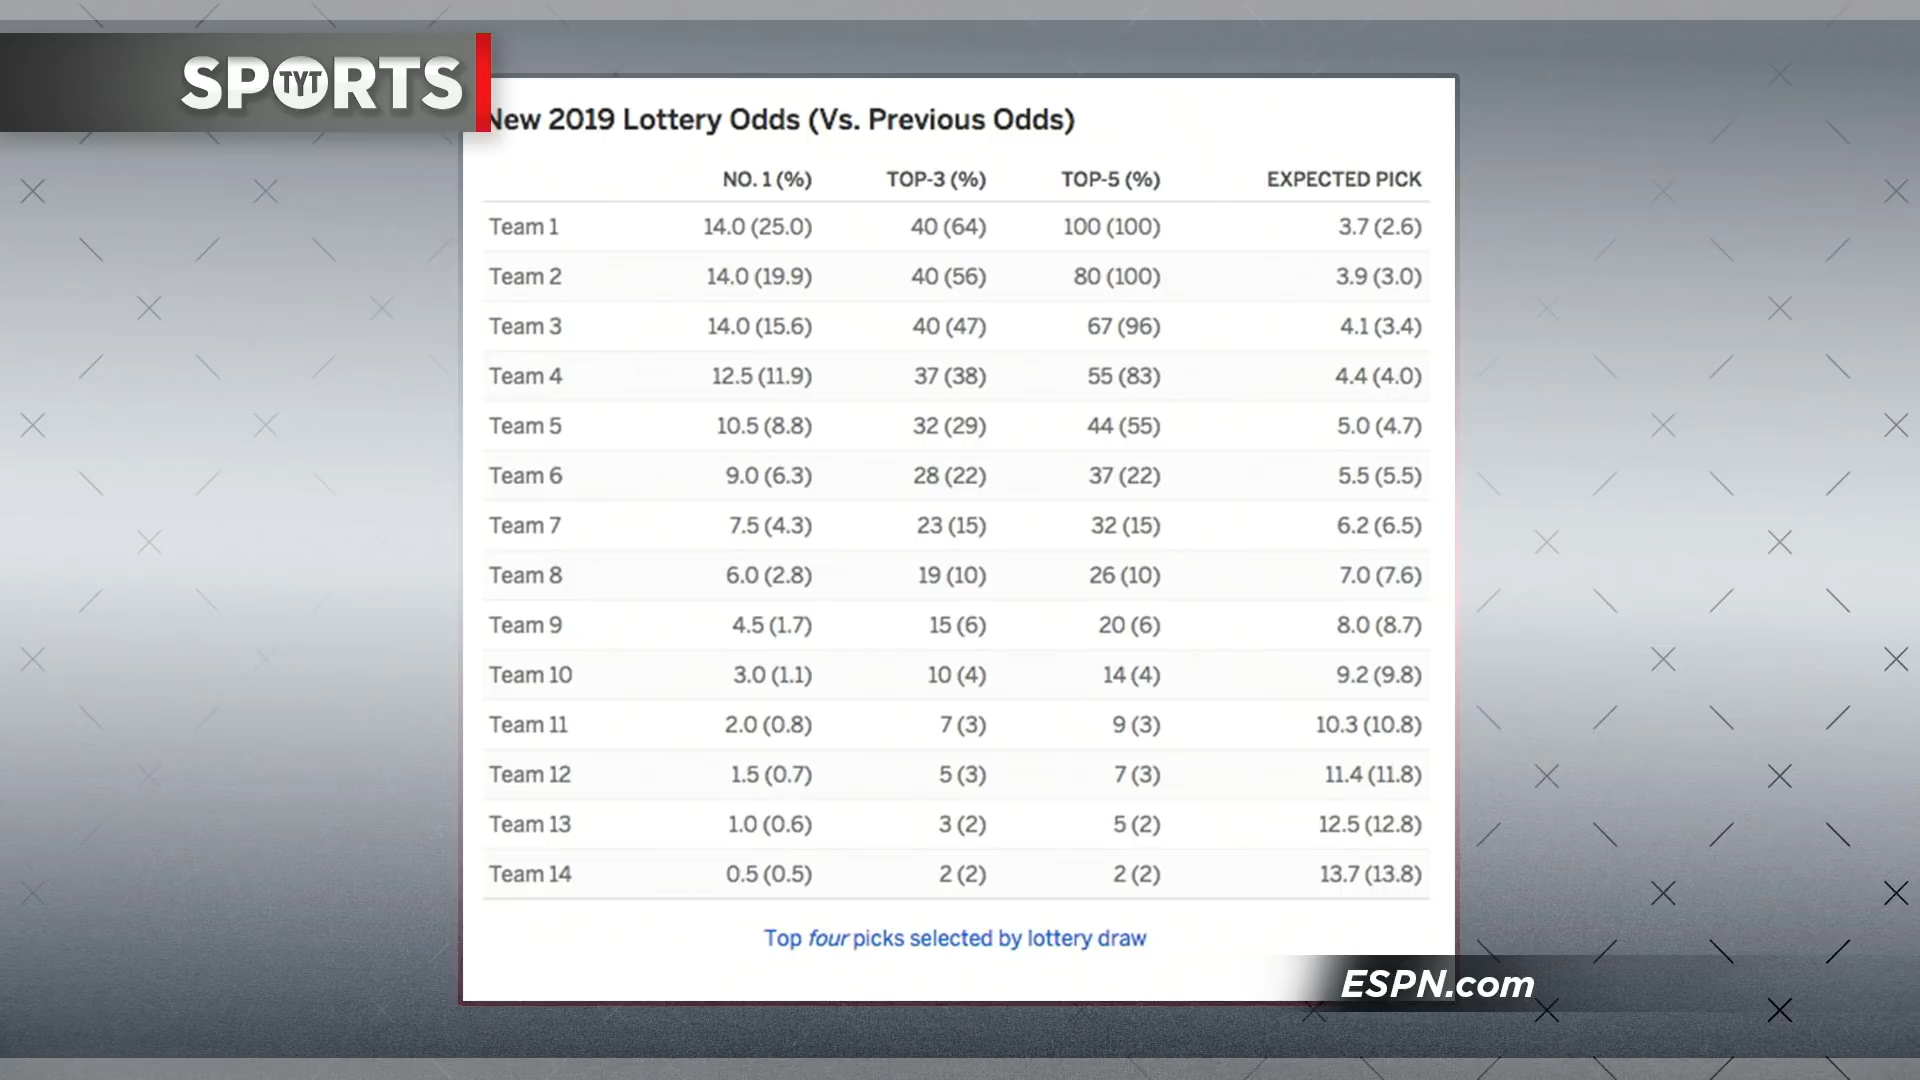 SPORTS
TYT
New 2019 Lottery Odds (Vs. Previous Odds)
NO. 1 (%) TOP-3 (%) TOP-5 (%) EXPECTED PICK
Team 1 14.0 (25.0) 40 (64) 100 (100) 3.7 (2.6)
Team 2 14.0 (19.9) 40 (56) 80 (100) 3.9 (3.0)
Team 3 14.0 (15.6) 40 (47) 67 (96) 4.1 (3.4)
Team 4 12.5 (11.9) 37 (38) 55 (83) 4.4 (4.0)
Team 5 10.5 (8.8) 32 (29) 44 (55) 5.0 (4.7)
Team 6 9.0 (6.3) 28 (22) 37 (22) 5.5 (5.5)
Team 7 7.5 (4.3) 23 (15) 32 (15) 6.2 (6.5)
Team 8 6.0 (2.8) 19 (10) 26 (10) 7.0 (7.6)
Team 9 4.5 (1.7) 15 (6) 20 (6) 8.0 (8.7)
Team 10 3.0 (1.1) 10 (4) 14 (4) 9.2 (9.8)
Team 11 2.0 (0.8) 7 (3) 9 (3) 10.3 (10.8)
Team 12 1.5 (0.7) 5 (3) 7 (3) 11.4 (11.8)
Team 13 1.0 (0.6) 3 (2) 5 (2) 12.5 (12.8)
Team 14 0.5 (0.5) 2 (2) 2 (2) 13.7 (13.8)
Top four picks selected by lottery draw
ESPN.com